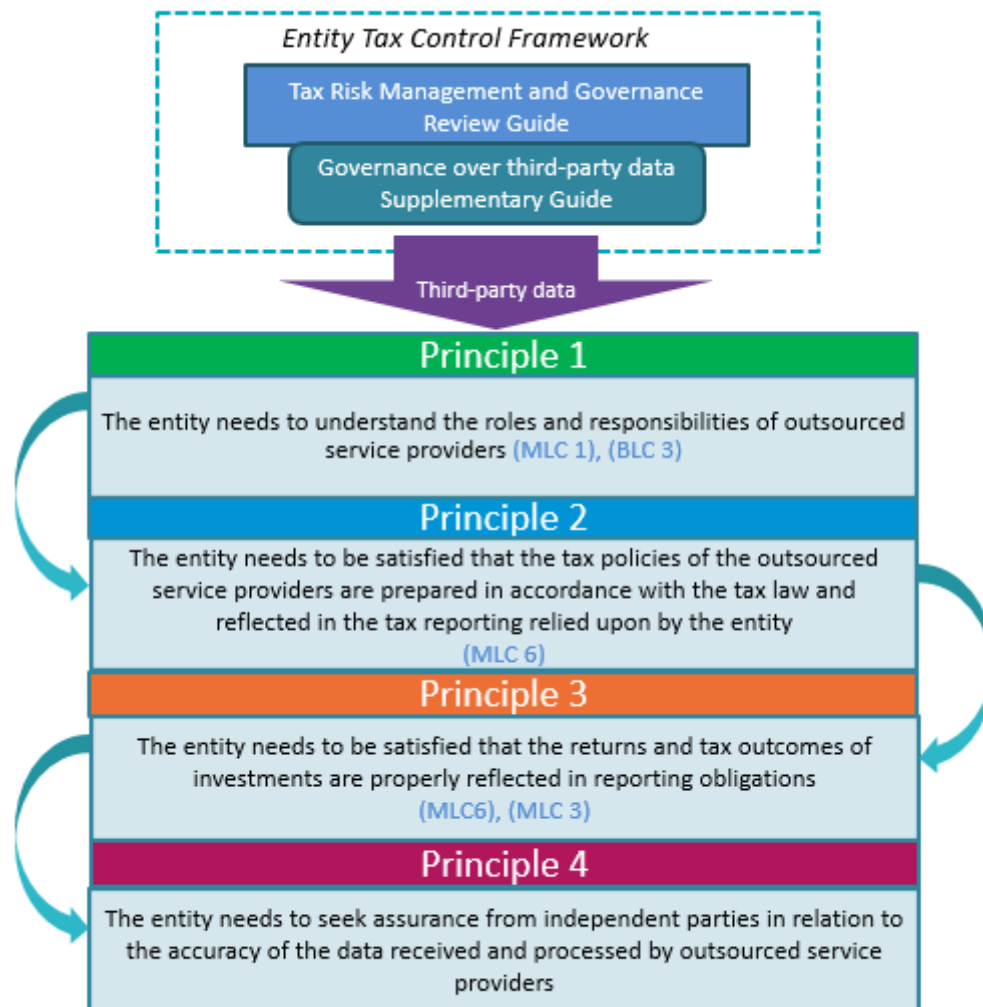 Entity Tax Control Framework
Tax Risk Management and Governance
Review Guide
Governance over third-party data
Supplementary Guide
Third-party data
Principle 1
The entity needs to understand the roles and responsibilities of outsourced
service providers (MLC 1), (BLC 3)
Principle 2
The entity needs to be satisfied that the tax policies of the outsourced
service providers are prepared in accordance with the tax law and
reflected in the tax reporting relied upon by the entity
(MLC 6)
Principle 3
The entity needs to be satisfied that the returns and tax outcomes of
investments are properly reflected in reporting obligations
(MLC6), (MLC 3)
Principle 4
The entity needs to seek assurance from independent parties in relation to
the accuracy of the data received and processed by outsourced service
providers